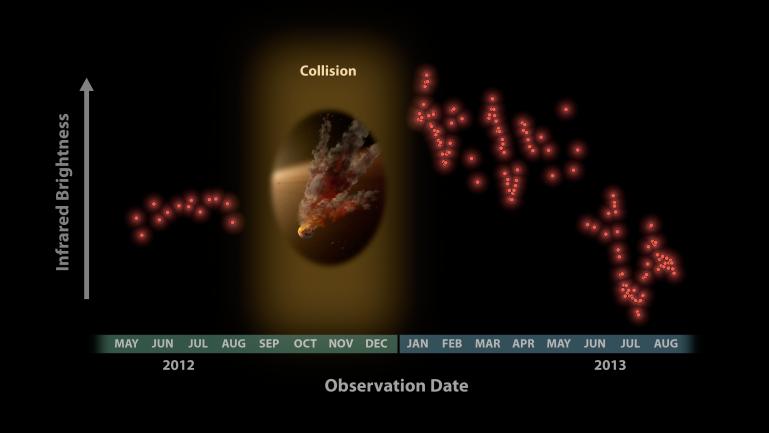 Collision
Infrared Brightness
MAY JUN JUL AUG SEP OCT NOV DEC JAN FEB MAR APR MAY JUN JUL AUG
2012 2013
Observation Date